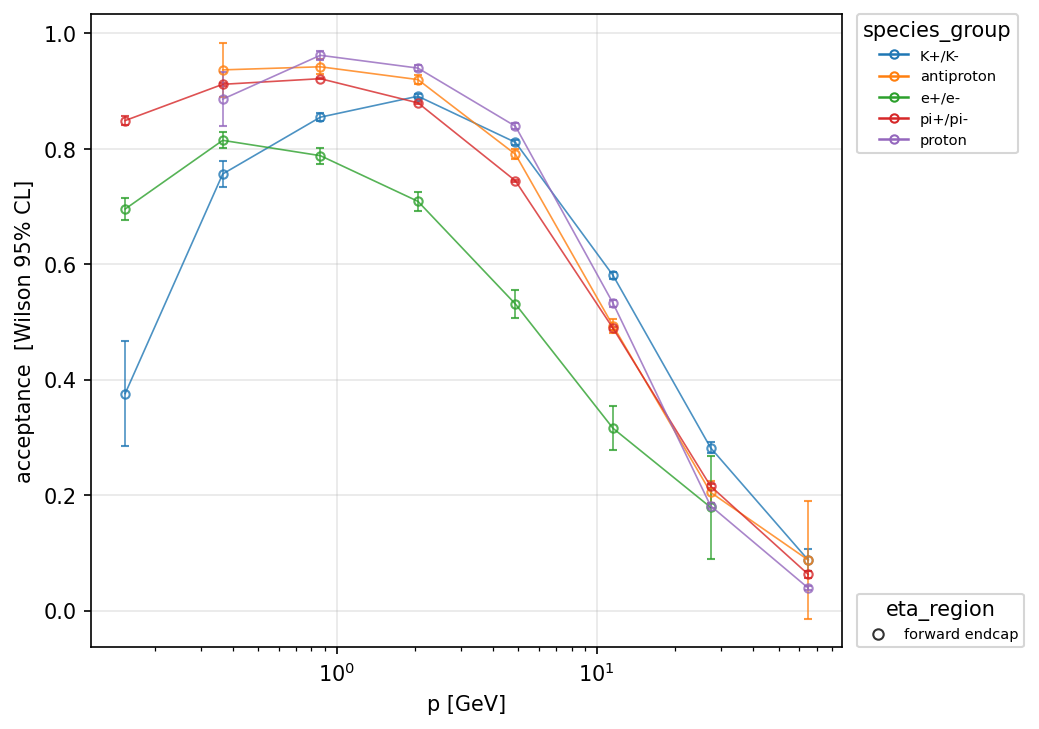 species_group
K+/K-
antiproton
e+/e-
pi+/pi-
proton
acceptance  [Wilson 95% CL]
1.0
0.8
0.6
0.4
0.2
0.0
10⁰
10¹
p [GeV]
eta_region
forward endcap